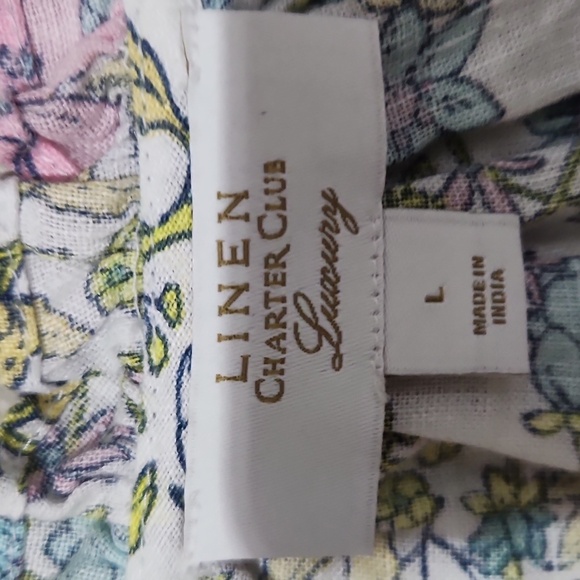 LINEN
CHARTER CLUB
Luxury
L
MADE IN
INDIA